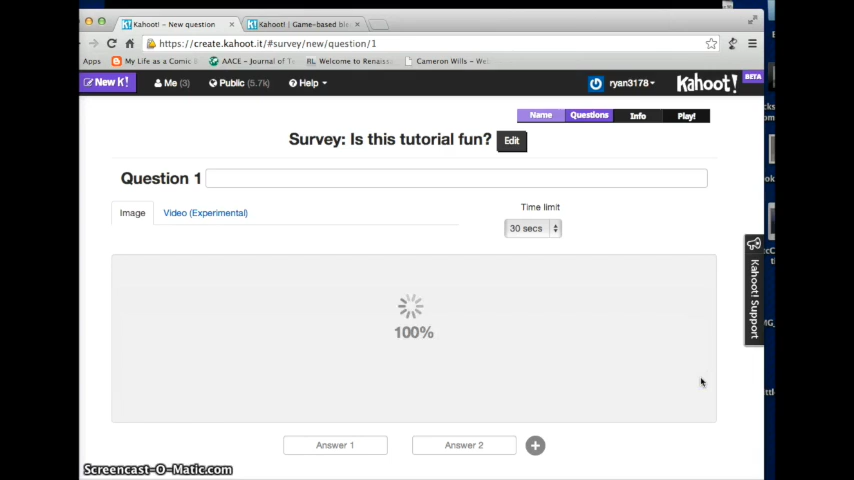 K! Kahoot! - New question
K! Kahoot! | Game-based ble
https://create.kahoot.it/#survey/new/question/1
Apps
My Life as a Comic
AACE - Journal of Te
RL Welcome to Renais
Cameron Wills - We
New K!
Me (3)
Public (5.7k)
Help
ryan3178
Kahoot!
BETA
Name
Questions
Info
Play!
Survey: Is this tutorial fun?
Edit
Question 1
Image
Video (Experimental)
Time limit
30 secs
100%
Kahoot! Support
Answer 1
Answer 2
Screencast-O-Matic.com